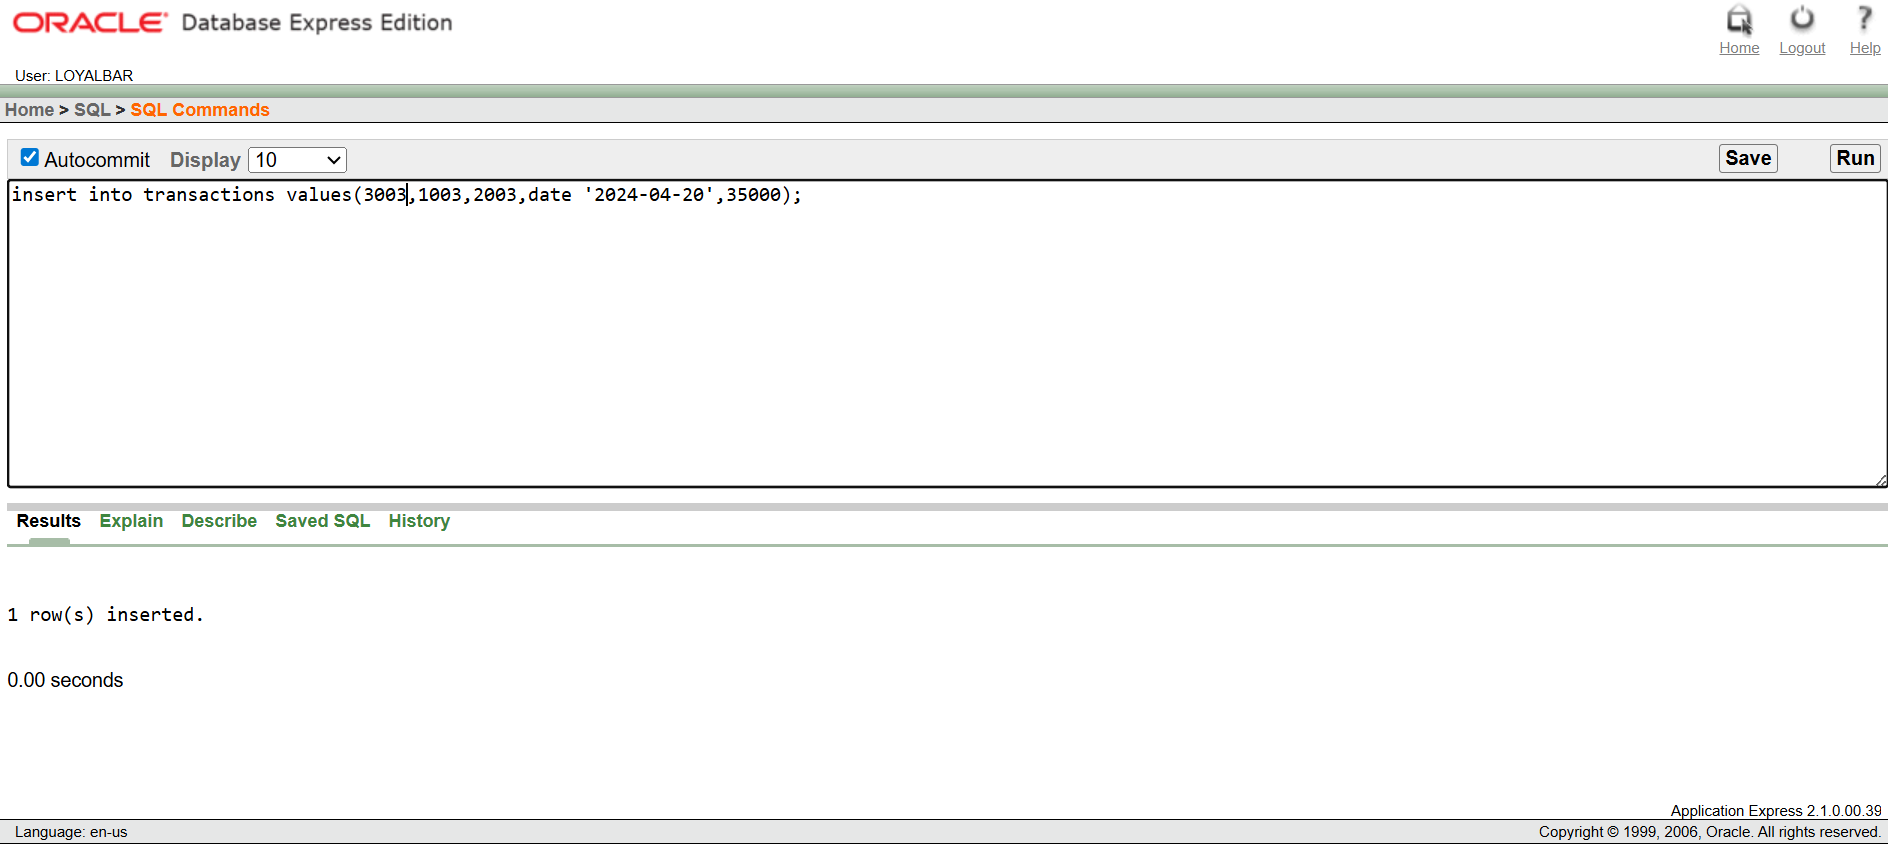 ORACLE Database Express Edition
Home Logout Help
User: LOYALBAR
Home > SQL > SQL Commands
Autocommit Display 10 Save Run
insert into transactions values(3003,1003,2003,date '2024-04-20',35000);
Results Explain Describe Saved SQL History
1 row(s) inserted.
0.00 seconds
Application Express 2.1.0.00.39
Language: en-us Copyright © 1999, 2006, Oracle. All rights reserved.